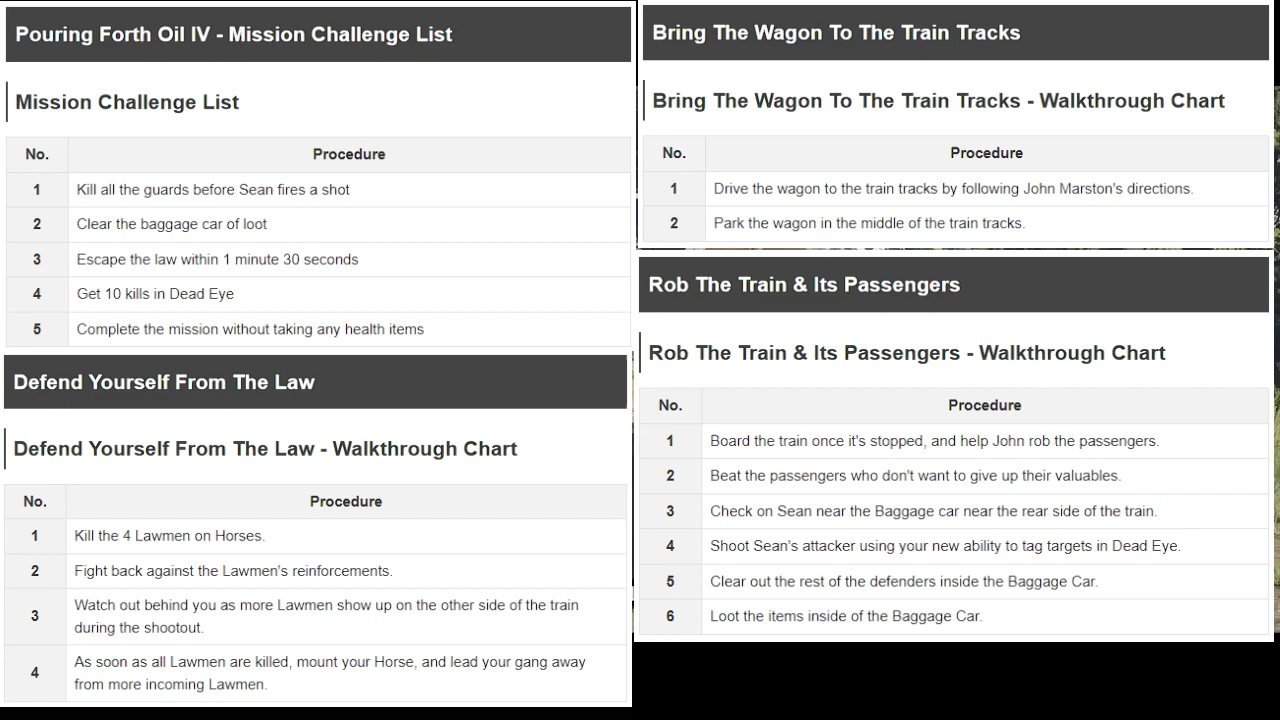 Pouring Forth Oil IV - Mission Challenge List
Mission Challenge List
No. Procedure
1 Kill all the guards before Sean fires a shot
2 Clear the baggage car of loot
3 Escape the law within 1 minute 30 seconds
4 Get 10 kills in Dead Eye
5 Complete the mission without taking any health items
Defend Yourself From The Law
Defend Yourself From The Law - Walkthrough Chart
No. Procedure
1 Kill the 4 Lawmen on Horses.
2 Fight back against the Lawmen's reinforcements.
3 Watch out behind you as more Lawmen show up on the other side of the train
during the shootout.
4 As soon as all Lawmen are killed, mount your Horse, and lead your gang away
from more incoming Lawmen.
Bring The Wagon To The Train Tracks
Bring The Wagon To The Train Tracks - Walkthrough Chart
No. Procedure
1 Drive the wagon to the train tracks by following John Marston's directions.
2 Park the wagon in the middle of the train tracks.
Rob The Train & Its Passengers
Rob The Train & Its Passengers - Walkthrough Chart
No. Procedure
1 Board the train once it's stopped, and help John rob the passengers.
2 Beat the passengers who don't want to give up their valuables.
3 Check on Sean near the Baggage car near the rear side of the train.
4 Shoot Sean's attacker using your new ability to tag targets in Dead Eye.
5 Clear out the rest of the defenders inside the Baggage Car.
6 Loot the items inside of the Baggage Car.